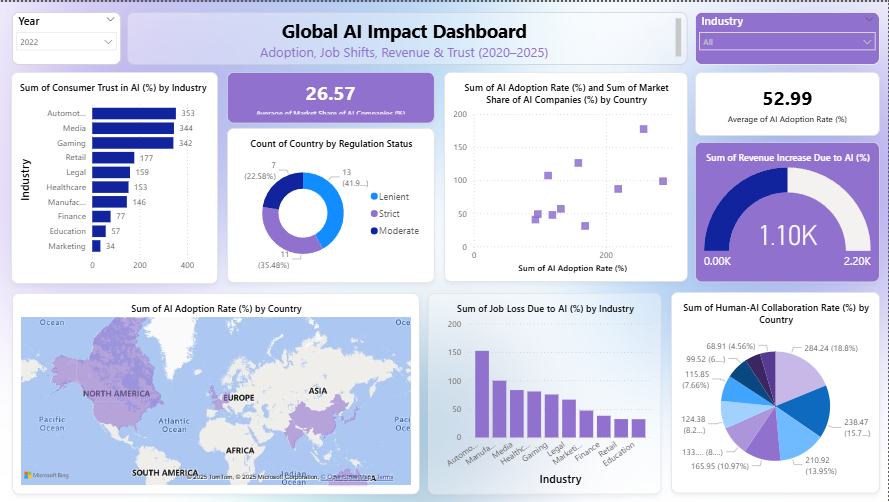 Year
2022
Global AI Impact Dashboard
Adoption, Job Shifts, Revenue & Trust (2020–2025)
Industry
All
Sum of Consumer Trust in AI (%) by Industry
Industry
Automot... 353
Media 344
Gaming 342
Retail 177
Legal 159
Healthcare 153
Manufac... 146
Finance 77
Education 57
Marketing 34
0 200 400
26.57
Average of Market Share of AI Companies (%)
Count of Country by Regulation Status
7
(22.58%)
13
(41.9...)
11
(35.48%)
Lenient
Strict
Moderate
Sum of AI Adoption Rate (%) and Sum of Market
Share of AI Companies (%) by Country
200
150
100
50
0
0 200
Sum of AI Adoption Rate (%)
52.99
Average of AI Adoption Rate (%)
Sum of Revenue Increase Due to AI (%)
1.10K
0.00K 2.20K
Sum of AI Adoption Rate (%) by Country
Ocean Oce
NORTH AMERICA
EUROPE
ASIA
Pacific
Ocean
Atlantic
Ocean
Pacific
Ocean
AFRICA
SOUTH AMERICA
Indian
Microsoft Bing
© 2025 TomTom, © 2025 Microsoft Corporation, © OpenStreetMap Terms
Sum of Job Loss Due to AI (%) by Industry
200
150
100
50
0
Automo...
Manufa...
Media
Healthc...
Gaming
Legal
Marketi...
Finance
Retail
Education
Industry
Sum of Human-AI Collaboration Rate (%) by
Country
68.91 (4.56%)
284.24 (18.8%)
99.52 (6....)
115.85
(7.66%)
124.38
(8.2...)
133.... (8....)
165.95 (10.97%)
238.47
(15.7...)
210.92
(13.95%)